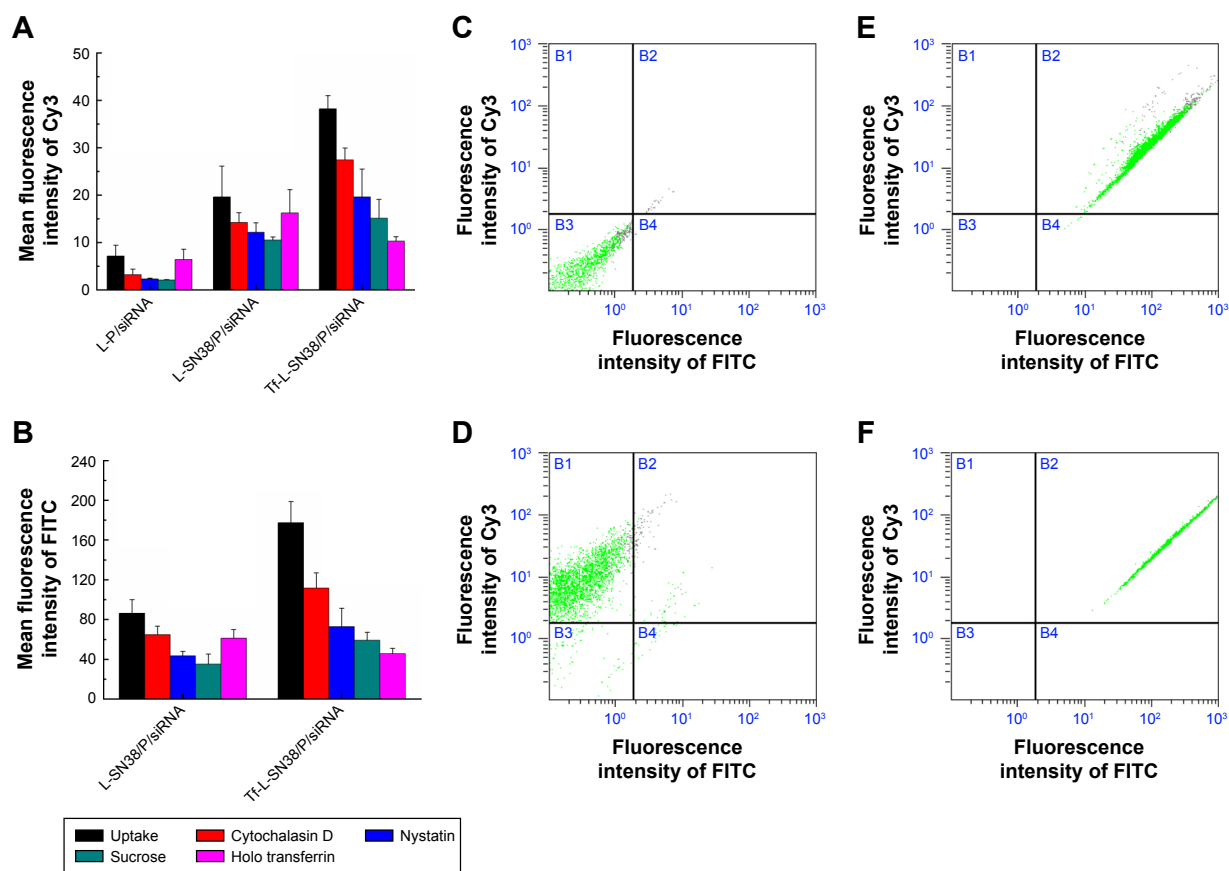 A
50
40
30
20
10
0
Mean fluorescence
intensity of Cy3
L-P/siRNA
L-SN38/P/siRNA
Tf-L-SN38/P/siRNA
B
240
200
160
120
80
40
0
Mean fluorescence
intensity of FITC
L-SN38/P/siRNA
Tf-L-SN38/P/siRNA
Uptake
Cytochalasin D
Nystatin
Sucrose
Holo transferrin
C
10³
10²
10¹
10⁰
B1
B2
B3
B4
Fluorescence
intensity of Cy3
10⁰
10¹
10²
10³
Fluorescence
intensity of FITC
D
10³
10²
10¹
10⁰
B1
B2
B3
B4
Fluorescence
intensity of Cy3
10⁰
10¹
10²
10³
Fluorescence
intensity of FITC
E
10³
10²
10¹
10⁰
B1
B2
B3
B4
Fluorescence
intensity of Cy3
10⁰
10¹
10²
10³
Fluorescence
intensity of FITC
F
10³
10²
10¹
10⁰
B1
B2
B3
B4
Fluorescence
intensity of Cy3
10⁰
10¹
10²
10³
Fluorescence
intensity of FITC